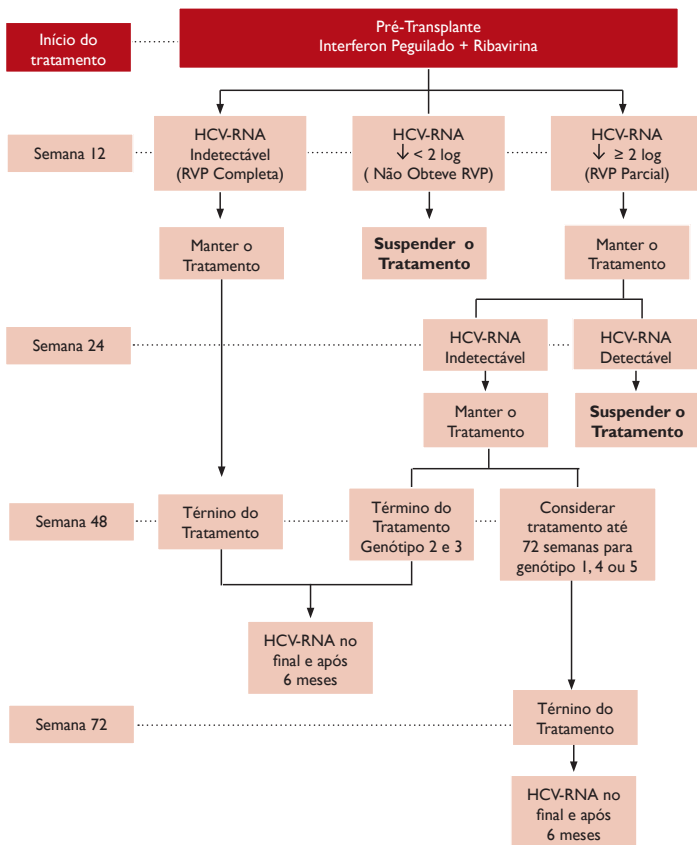 Início do
tratamento
Pré-Transplante
Interferon Peguilado + Ribavirina
Semana 12
HCV-RNA
Indetectável
(RVP Completa)
HCV-RNA
↓ < 2 log
( Não Obteve RVP)
HCV-RNA
↓ ≥ 2 log
(RVP Parcial)
Manter o
Tratamento
Suspender o
Tratamento
Manter o
Tratamento
Semana 24
HCV-RNA
Indetectável
HCV-RNA
Detectável
Manter o
Tratamento
Suspender o
Tratamento
Semana 48
Térnino do
Tratamento
Término do
Tratamento
Genótipo 2 e 3
Considerar
tratamento até
72 semanas para
genótipo 1, 4 ou 5
HCV-RNA no
final e após
6 meses
Semana 72
Térnino do
Tratamento
HCV-RNA no
final e após
6 meses